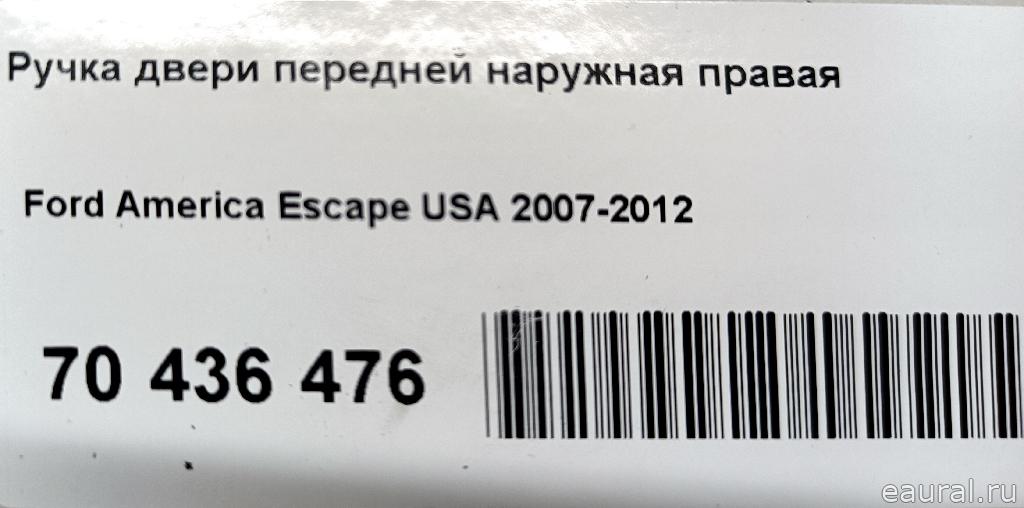 Ручка двери передней наружная правая
Ford America Escape USA 2007-2012
70 436 476
eaural.ru